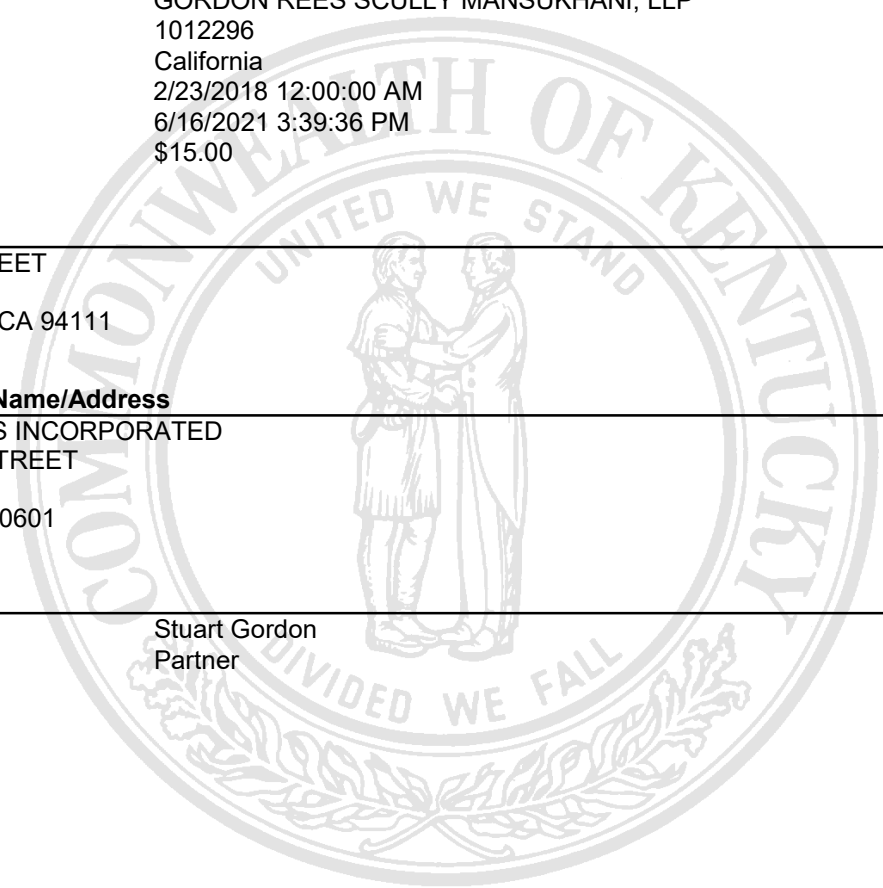 GORDON REES SCULLY MANSUKHANI, LLP
1012296
California
2/23/2018 12:00:00 AM
6/16/2021 3:39:36 PM
$15.00
COMMONWEALTH OF KENTUCKY
UNITED WE STAND
EET
CA 94111
Name/Address
S INCORPORATED
TREET
0601
Stuart Gordon
Partner
DIVIDED WE FALL